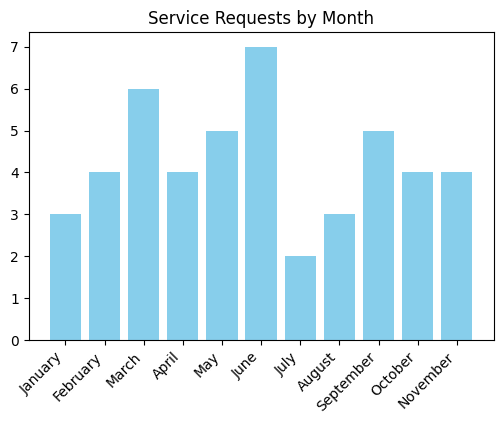 Service Requests by Month
7
6
5
4
3
2
1
0
January
February
March
April
May
June
July
August
September
October
November